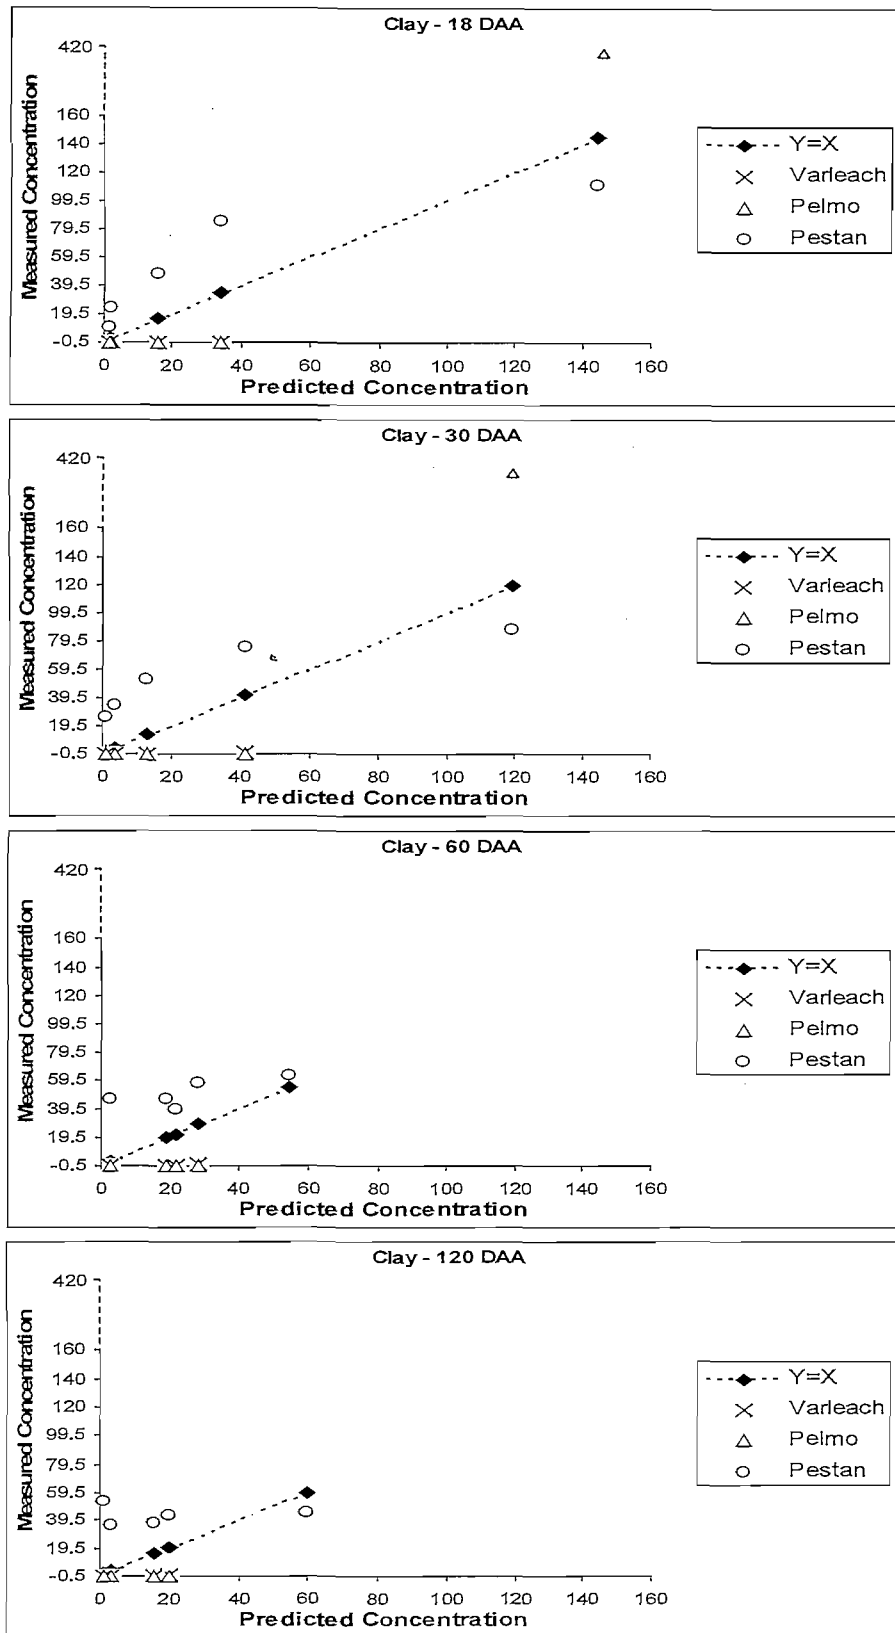 Clay - 18 DAA
Measured Concentration
420
160
140
120
99.5
79.5
59.5
39.5
19.5
-0.5
0 20 40 60 80 100 120 140 160
Predicted Concentration
Y=X
Varleach
Pelmo
Pestan
Clay - 30 DAA
Measured Concentration
420
160
140
120
99.5
79.5
59.5
39.5
19.5
-0.5
0 20 40 60 80 100 120 140 160
Predicted Concentration
Y=X
Varleach
Pelmo
Pestan
Clay - 60 DAA
Measured Concentration
420
160
140
120
99.5
79.5
59.5
39.5
19.5
-0.5
0 20 40 60 80 100 120 140 160
Predicted Concentration
Y=X
Varleach
Pelmo
Pestan
Clay - 120 DAA
Measured Concentration
420
160
140
120
99.5
79.5
59.5
39.5
19.5
-0.5
0 20 40 60 80 100 120 140 160
Predicted Concentration
Y=X
Varleach
Pelmo
Pestan